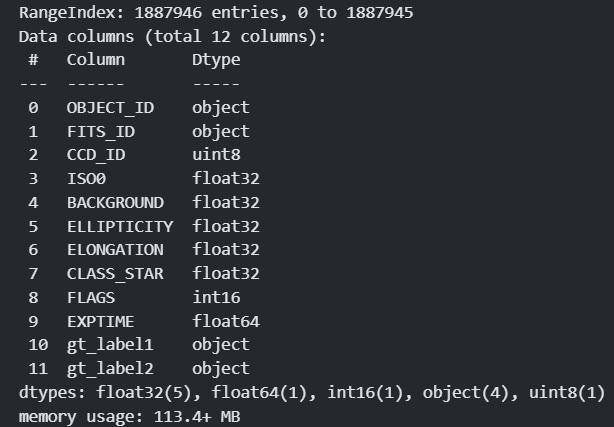 RangeIndex: 1887946 entries, 0 to 1887945
Data columns (total 12 columns):
 #   Column       Dtype
---  ------       -----
 0   OBJECT_ID    object
 1   FITS_ID      object
 2   CCD_ID       uint8
 3   ISO0         float32
 4   BACKGROUND   float32
 5   ELLIPTICITY  float32
 6   ELONGATION   float32
 7   CLASS_STAR   float32
 8   FLAGS        int16
 9   EXPTIME      float64
 10  gt_label1    object
 11  gt_label2    object
dtypes: float32(5), float64(1), int16(1), object(4), uint8(1)
memory usage: 113.4+ MB